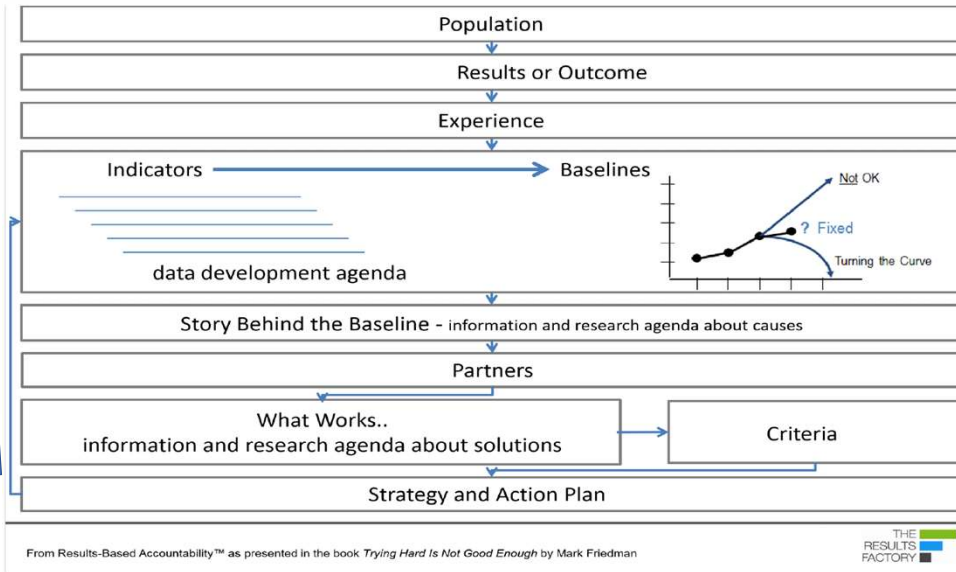 Population
Results or Outcome
Experience
Indicators
Baselines
Not OK
? Fixed
Turning the Curve
data development agenda
Story Behind the Baseline - information and research agenda about causes
Partners
What Works..
information and research agenda about solutions
Criteria
Strategy and Action Plan
From Results-Based Accountability™ as presented in the book Trying Hard Is Not Good Enough by Mark Friedman
THE
RESULTS
FACTORY